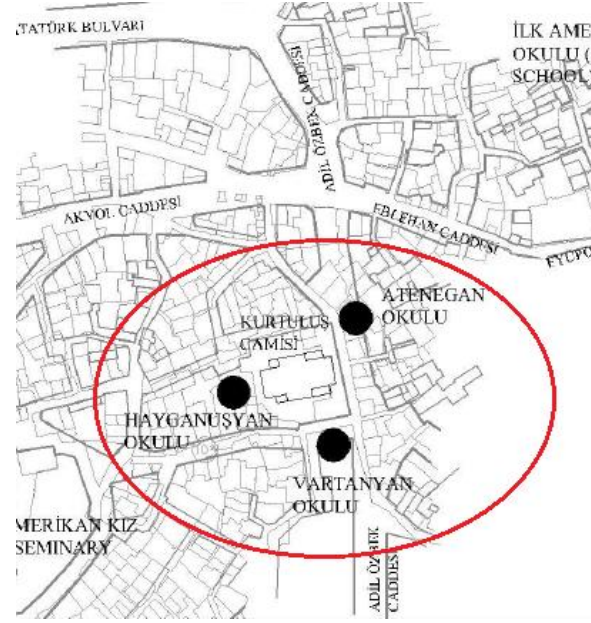 ATATÜRK BULVARI
İLK AME
OKULU (
SCHOOL
ADİL ÖZBEK CADDESİ
AKYOL CADDESİ
EBLEHAN CADDESİ
EYÜPO
ATENEGAN
OKULU
KURTULUŞ
CAMİSİ
HAYGANUŞYAN
OKULU
VARTANYAN
OKULU
MERİKAN KIZ
SEMINARY
ADİL ÖZBEK
CADDESİ